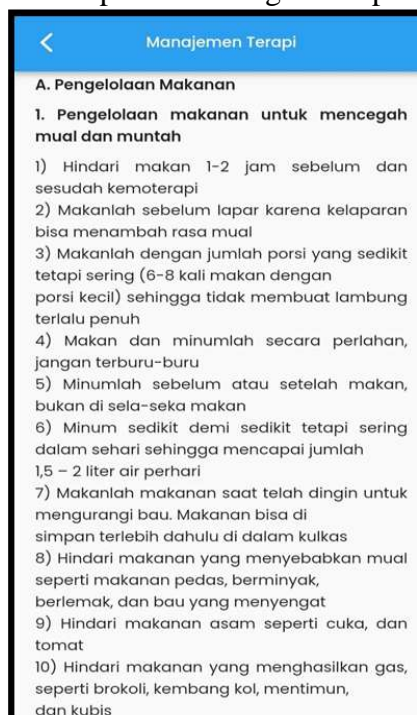 Manajemen Terapi
A. Pengelolaan Makanan
1. Pengelolaan makanan untuk mencegah
mual dan muntah
1) Hindari makan 1-2 jam sebelum dan
sesudah kemoterapi
2) Makanlah sebelum lapar karena kelaparan
bisa menambah rasa mual
3) Makanlah dengan jumlah porsi yang sedikit
tetapi sering (6-8 kali makan dengan
porsi kecil) sehingga tidak membuat lambung
terlalu penuh
4) Makan dan minumlah secara perlahan,
jangan terburu-buru
5) Minumlah sebelum atau setelah makan,
bukan di sela-seka makan
6) Minum sedikit demi sedikit tetapi sering
dalam sehari sehingga mencapai jumlah
1,5 – 2 liter air perhari
7) Makanlah makanan saat telah dingin untuk
mengurangi bau. Makanan bisa di
simpan terlebih dahulu di dalam kulkas
8) Hindari makanan yang menyebabkan mual
seperti makanan pedas, berminyak,
berlemak, dan bau yang menyengat
9) Hindari makanan asam seperti cuka, dan
tomat
10) Hindari makanan yang menghasilkan gas,
seperti brokoli, kembang kol, mentimun,
dan kubis